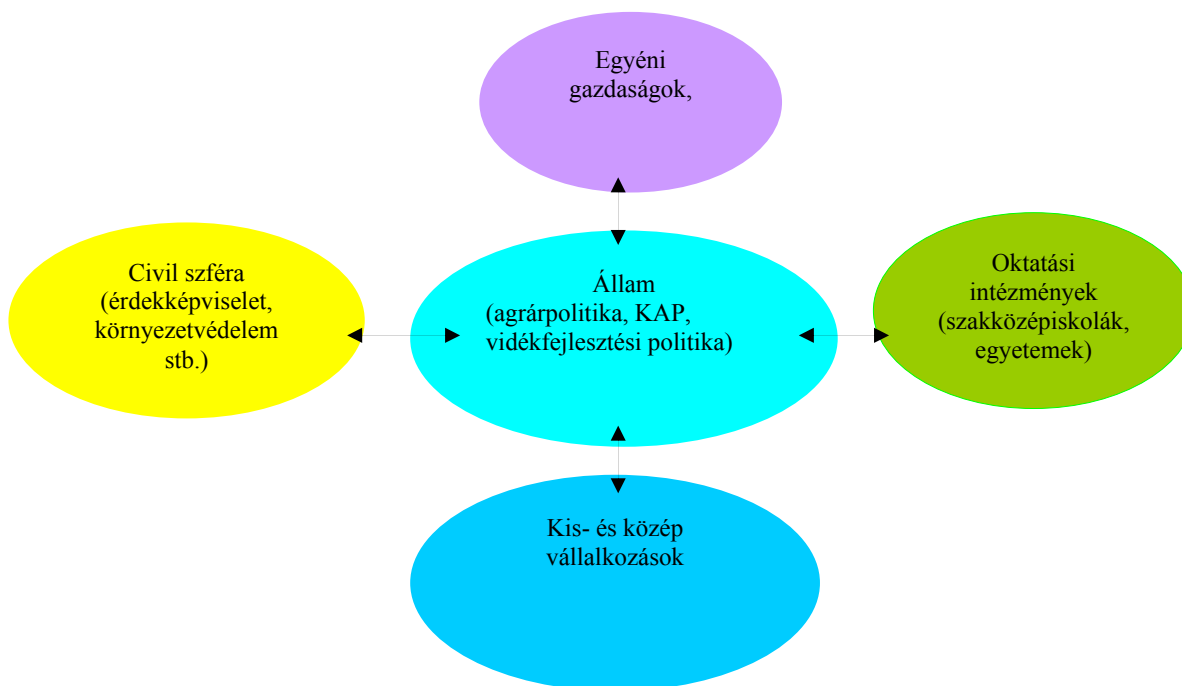 Egyéni
gazdaságok,
Civil szféra
(érdekképviselet,
környezetvédelem
stb.)
Állam
(agrárpolitika, KAP,
vidékfejlesztési politika)
Oktatási
intézmények
(szakközépiskolák,
egyetemek)
Kis- és közép
vállalkozások